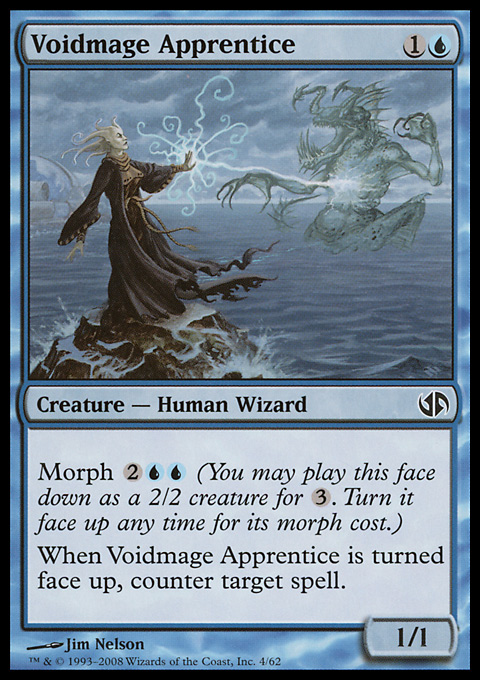 Voidmage Apprentice 1
Creature — Human Wizard
Morph 2 (You may play this face
down as a 2/2 creature for 3. Turn it
face up any time for its morph cost.)
When Voidmage Apprentice is turned
face up, counter target spell.
1/1
Jim Nelson
™ & © 1993–2008 Wizards of the Coast, Inc. 4/62